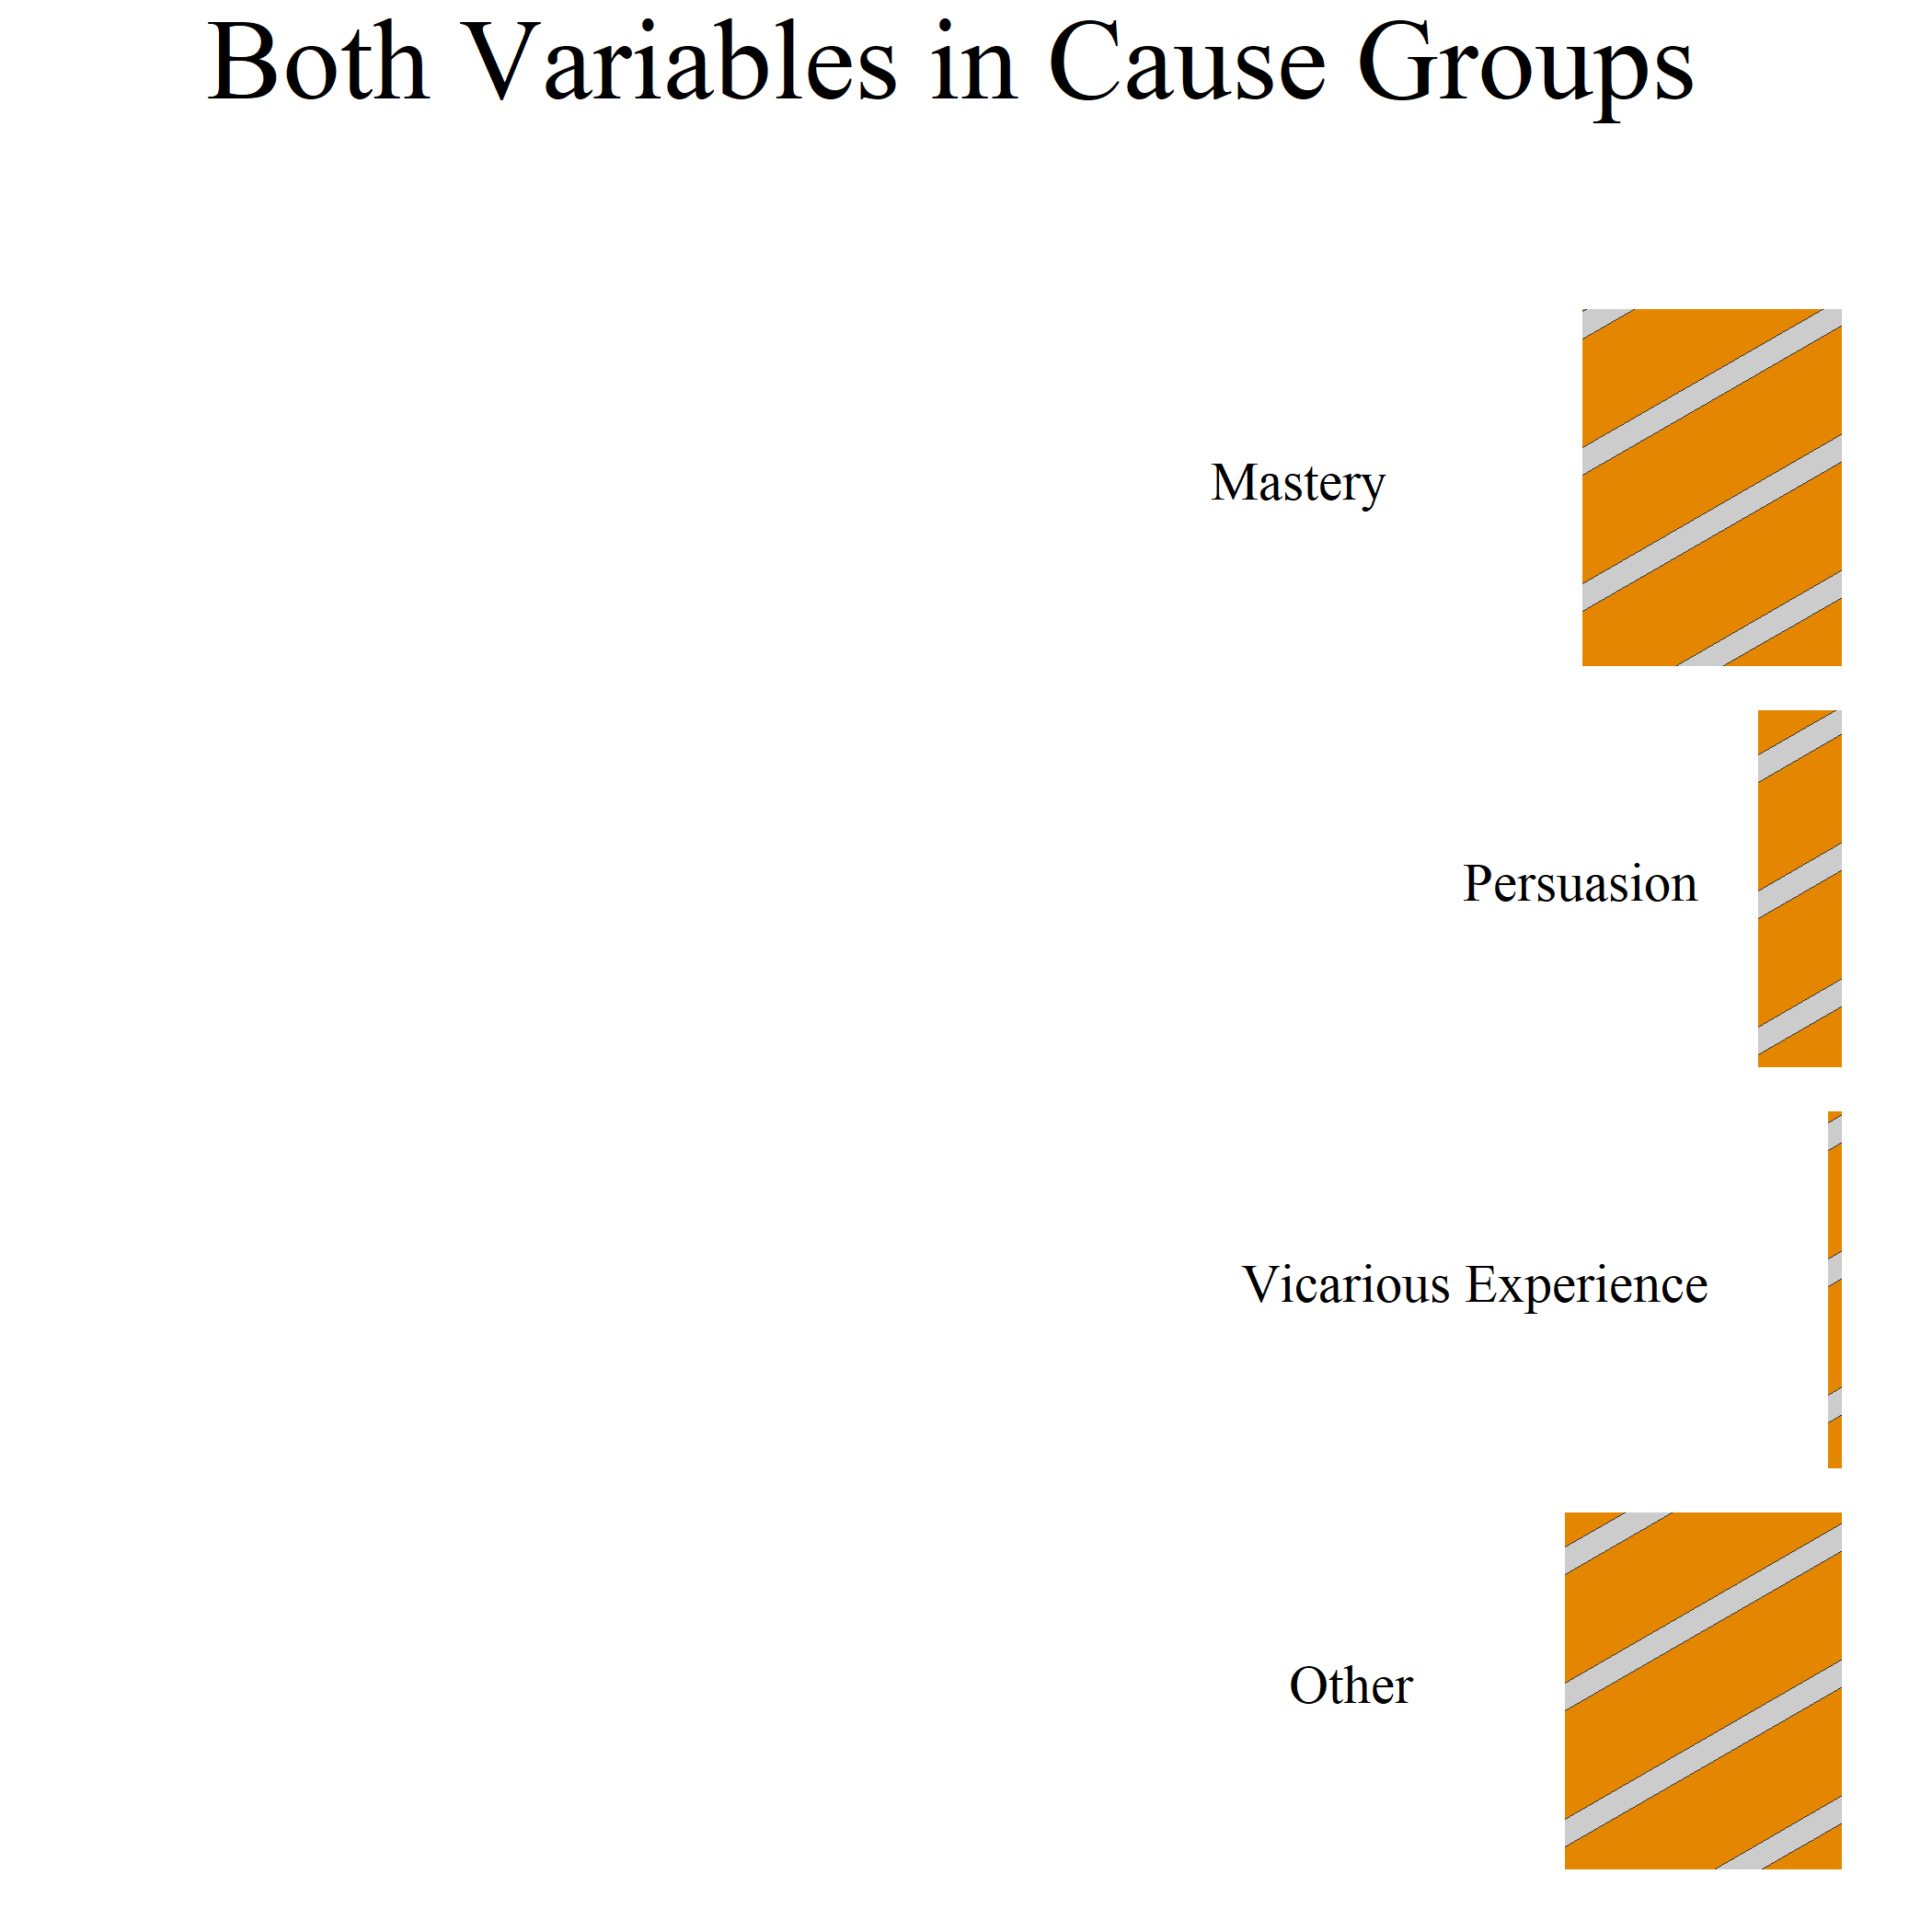 Both Variables in Cause Groups
Mastery
Persuasion
Vicarious Experience
Other